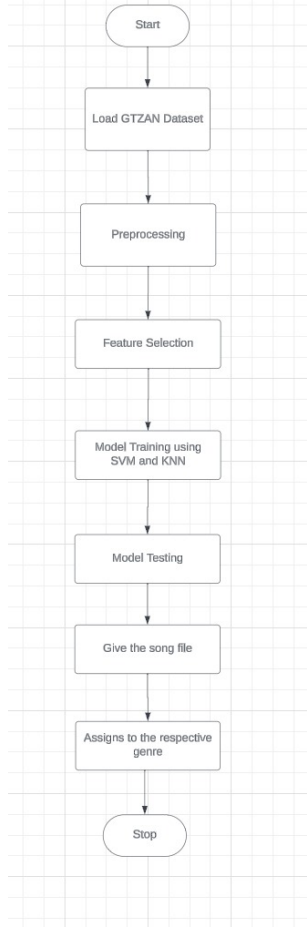 Start
Load GTZAN Dataset
Preprocessing
Feature Selection
Model Training using
SVM and KNN
Model Testing
Give the song file
Assigns to the respective
genre
Stop